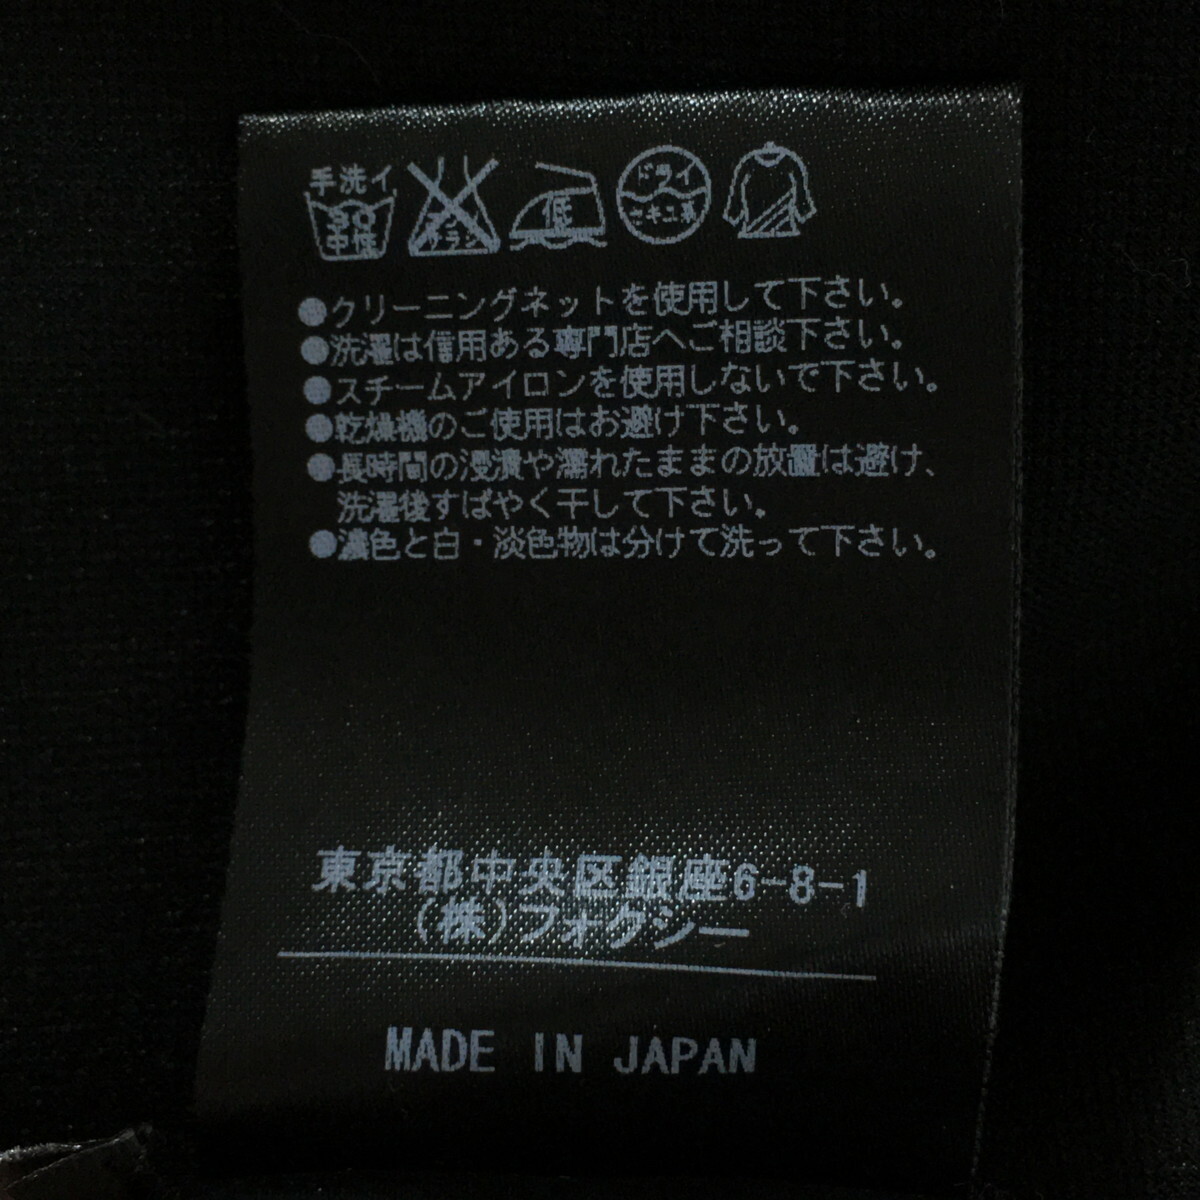 手洗イ
30
中性
エンソ
サラシ
低
ドライ
セキユ系
●クリーニングネットを使用して下さい。
●洗濯は信用ある専門店へご相談下さい。
●スチームアイロンを使用しないで下さい。
●乾燥機のご使用はお避け下さい。
●長時間の浸漬や濡れたままの放置は避け、
洗濯後すばやく干して下さい。
●濃色と白・淡色物は分けて洗って下さい。
東京都中央区銀座6-8-1
(株)フォクシー
MADE IN JAPAN